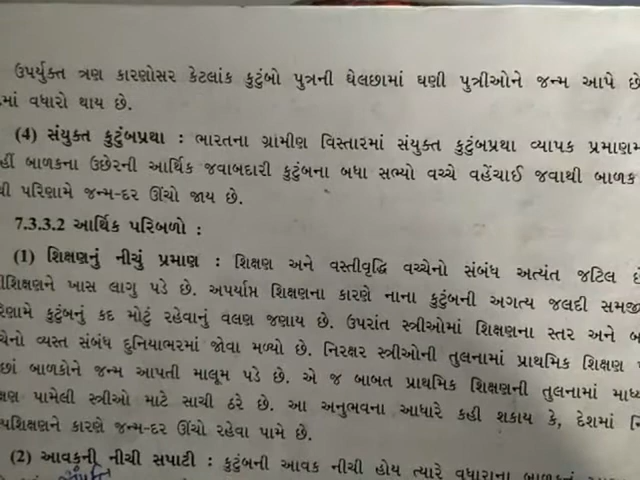 ઉપર્યુક્ત ત્રણ કારણોસર કેટલાંક કુટુંબો પુત્રની ઘેલછામાં ઘણી પુત્રીઓને જન્મ આપે છે
માં વધારો થાય છે.
(4) સંયુક્ત કુટુંબપ્રથા : ભારતના ગ્રામીણ વિસ્તારમાં સંયુક્ત કુટુંબપ્રથા વ્યાપક પ્રમાણમ
હીં બાળકના ઉછેરની આર્થિક જવાબદારી કુટુંબના બધા સભ્યો વચ્ચે વહેંચાઈ જવાથી બાળક
પરિણામે જન્મ-દર ઊંચો જાય છે.
7.3.3.2 આર્થિક પરિબળો :
(1) શિક્ષણનું નીચું પ્રમાણ : શિક્ષણ અને વસ્તીવૃદ્ધિ વચ્ચેનો સંબંધ અત્યંત જટિલ છે
શિક્ષણને ખાસ લાગુ પડે છે. અપર્યાપ્ત શિક્ષણના કારણે નાના કુટુંબની અગત્ય જલદી સમજી
રિણામે કુટુંબનું કદ મોટું રહેવાનું વલણ જણાય છે. ઉપરાંત સ્ત્રીઓમાં શિક્ષણના સ્તર અને બ
ચેનો વ્યસ્ત સંબંધ દુનિયાભરમાં જોવા મળ્યો છે. નિરક્ષર સ્ત્રીઓની તુલનામાં પ્રાથમિક શિક્ષણ
છાં બાળકોને જન્મ આપતી માલૂમ પડે છે. એ જ બાબત પ્રાથમિક શિક્ષણની તુલનામાં માધ્ય
ક્ષણ પામેલી સ્ત્રીઓ માટે સાચી ઠરે છે. આ અનુભવના આધારે કહી શકાય કે, દેશમાં નિ
પશિક્ષણને કારણે જન્મ-દર ઊંચો રહેવા પામે છે.
(2) આવકની નીચી સપાટી : કુટુંબની આવક નીચી હોય ત્યારે વધારાના બાળકનું